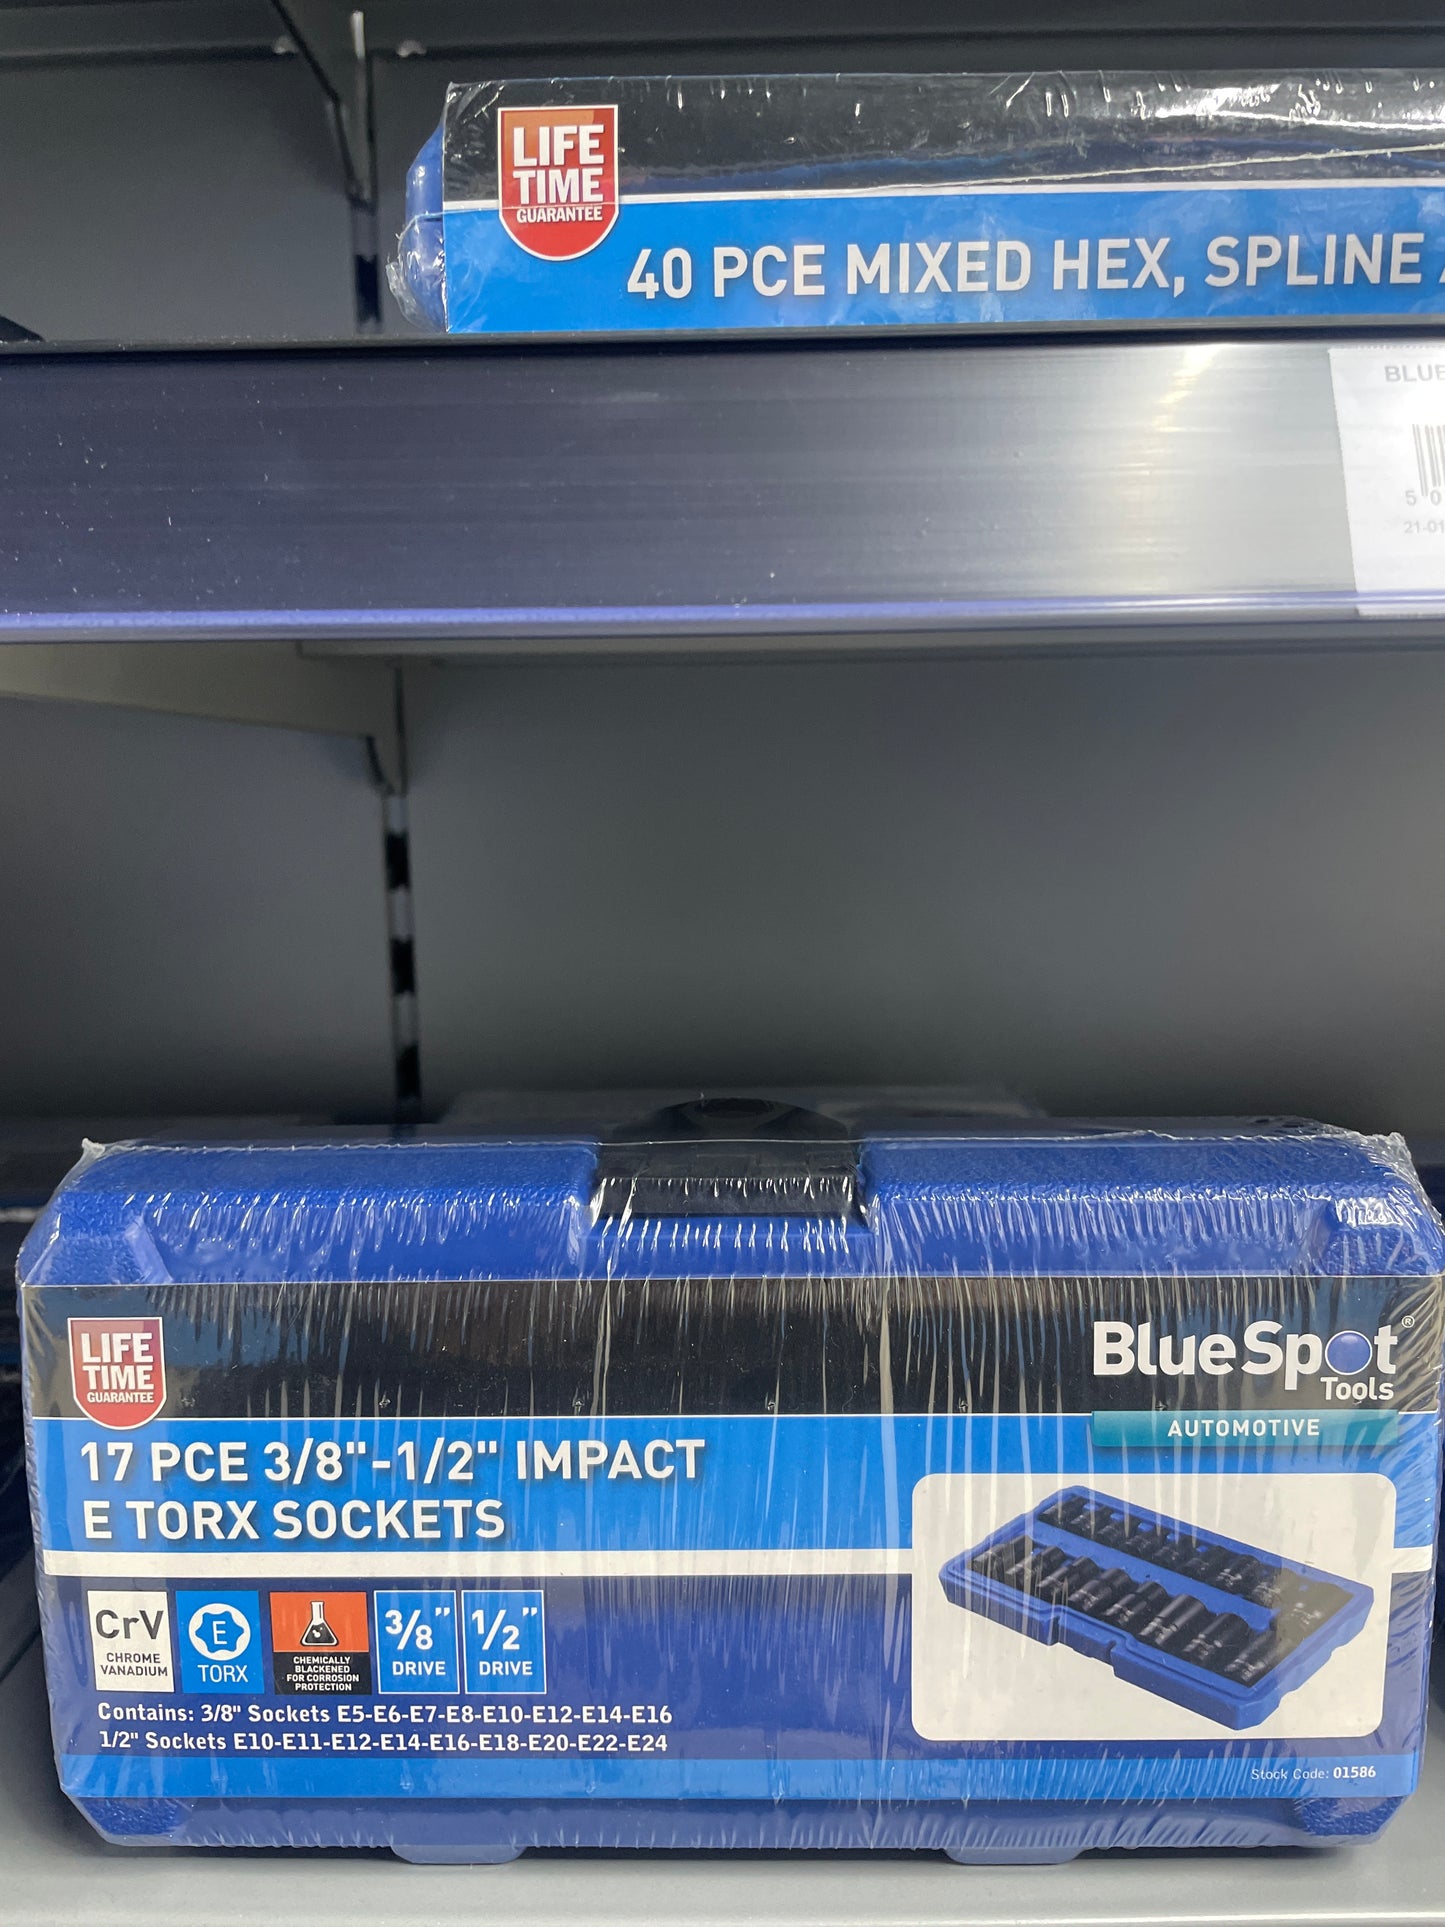 LIFE
TIME
GUARANTEE
40 PCE MIXED HEX, SPLINE
21-01
LIFE
TIME
GUARANTEE
BlueSpot®
Tools
AUTOMOTIVE
17 PCE 3/8"-1/2" IMPACT
E TORX SOCKETS
CrV
CHROME
VANADIUM
E
TORX
CHEMICALLY
BLACKENED
FOR CORROSION
PROTECTION
3/8"
DRIVE
1/2"
DRIVE
Contains: 3/8" Sockets E5-E6-E7-E8-E10-E12-E14-E16
1/2" Sockets E10-E11-E12-E14-E16-E18-E20-E22-E24
Stock Code: 01586